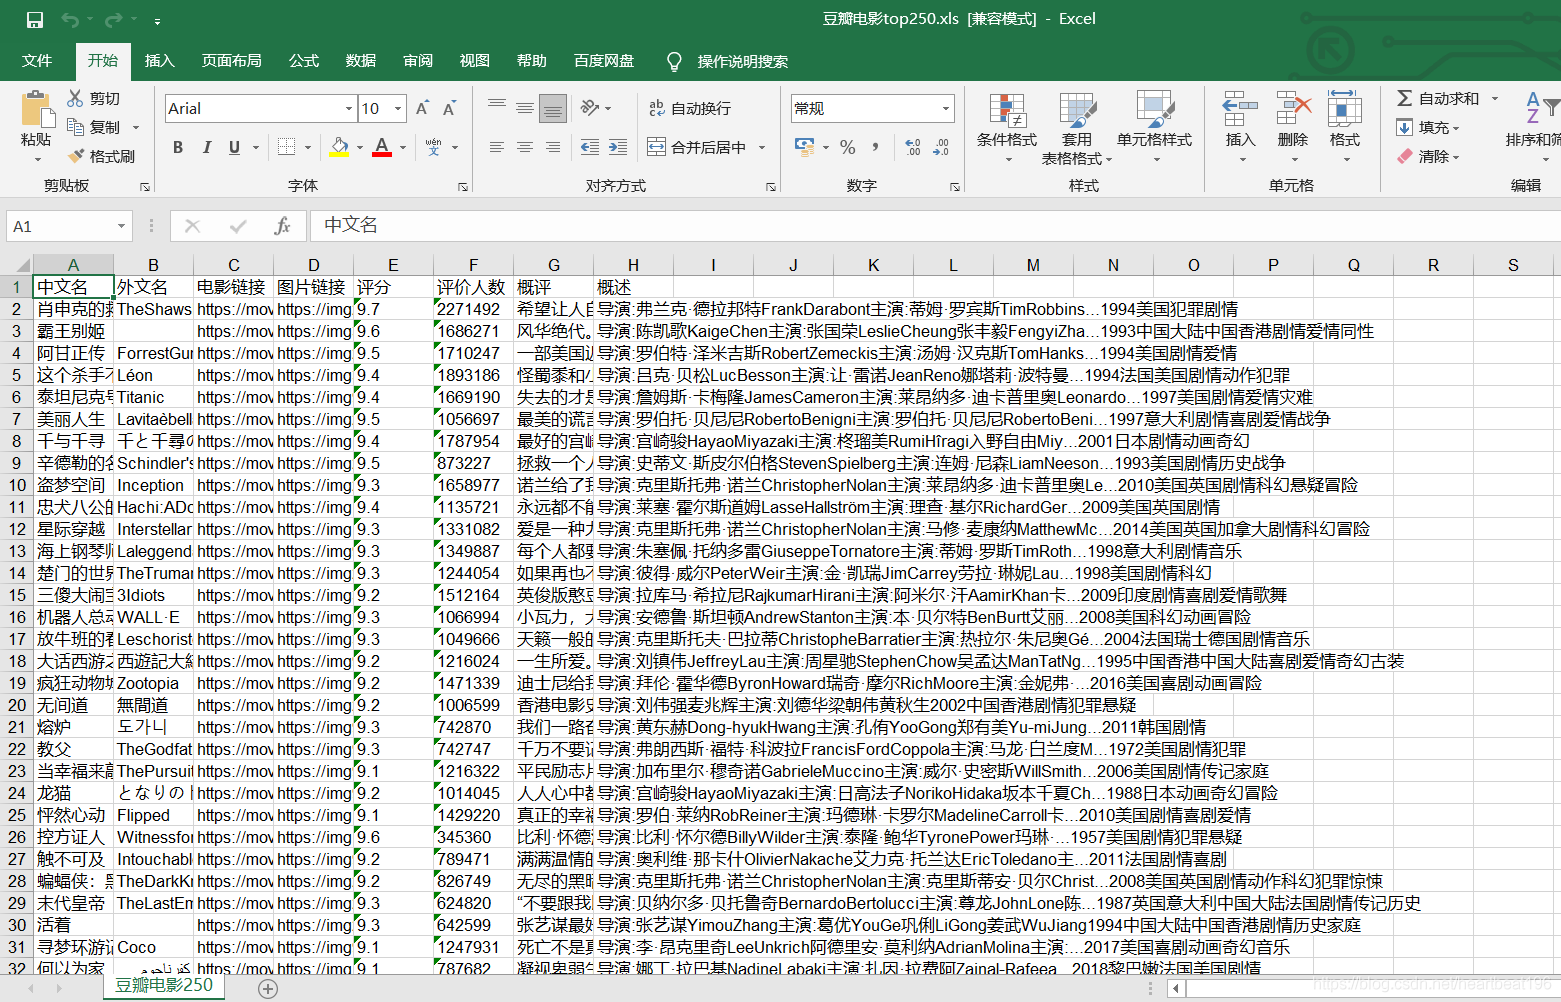 豆瓣电影top250.xls [兼容模式] - Excel
文件 开始 插入 页面布局 公式 数据 审阅 视图 帮助 百度网盘 操作说明搜索
剪切 Arial 10 A A ab 自动换行 常规 自动求和
粘贴 复制 条件格式 套用 单元格样式 插入 删除 格式 填充 排序和筛
格式刷 B I U A wén 文 合并后居中 % , 表格格式 清除
剪贴板 字体 对齐方式 数字 样式 单元格 编辑
A1 fx 中文名
A B C D E F G H I J K L M N O P Q R S
1 中文名 外文名 电影链接 图片链接 评分 评价人数 概评 概述
2 肖申克的救 TheShaws https://mov https://img 9.7 2271492 希望让人自 导演:弗兰克·德拉邦特FrankDarabont主演:蒂姆·罗宾斯TimRobbins...1994美国犯罪剧情
3 霸王别姬 https://mov https://img 9.6 1686271 风华绝代。 导演:陈凯歌KaigeChen主演:张国荣LeslieCheung张丰毅FengyiZha...1993中国大陆中国香港剧情爱情同性
4 阿甘正传 ForrestGur https://mov https://img 9.5 1710247 一部美国近 导演:罗伯特·泽米吉斯RobertZemeckis主演:汤姆·汉克斯TomHanks...1994美国剧情爱情
5 这个杀手不 Léon https://mov https://img 9.4 1893186 怪蜀黍和小 导演:吕克·贝松LucBesson主演:让·雷诺JeanReno娜塔莉·波特曼...1994法国美国剧情动作犯罪
6 泰坦尼克号 Titanic https://mov https://img 9.4 1669190 失去的才是 导演:詹姆斯·卡梅隆JamesCameron主演:莱昂纳多·迪卡普里奥Leonardo...1997美国剧情爱情灾难
7 美丽人生 Lavitaèbell https://mov https://img 9.5 1056697 最美的谎言 导演:罗伯托·贝尼尼RobertoBenigni主演:罗伯托·贝尼尼RobertoBeni...1997意大利剧情喜剧爱情战争
8 千与千寻 千と千尋の https://mov https://img 9.4 1787954 最好的宫崎 导演:宫崎骏HayaoMiyazaki主演:柊瑠美RumiHîragi入野自由Miy...2001日本剧情动画奇幻
9 辛德勒的名 Schindler's https://mov https://img 9.5 873227 拯救一个人 导演:史蒂文·斯皮尔伯格StevenSpielberg主演:连姆·尼森LiamNeeson...1993美国剧情历史战争
10 盗梦空间 Inception https://mov https://img 9.3 1658977 诺兰给了我 导演:克里斯托弗·诺兰ChristopherNolan主演:莱昂纳多·迪卡普里奥Le...2010美国英国剧情科幻悬疑冒险
11 忠犬八公的 Hachi:ADo https://mov https://img 9.4 1135721 永远都不能 导演:莱塞·霍尔斯道姆LasseHallström主演:理查·基尔RichardGer...2009美国英国剧情
12 星际穿越 Interstellar https://mov https://img 9.3 1331082 爱是一种力 导演:克里斯托弗·诺兰ChristopherNolan主演:马修·麦康纳MatthewMc...2014美国英国加拿大剧情科幻冒险
13 海上钢琴师 Laleggend https://mov https://img 9.3 1349887 每个人都要 导演:朱塞佩·托纳多雷GiuseppeTornatore主演:蒂姆·罗斯TimRoth...1998意大利剧情音乐
14 楚门的世界 TheTrumar https://mov https://img 9.3 1244054 如果再也不 导演:彼得·威尔PeterWeir主演:金·凯瑞JimCarrey劳拉·琳妮Lau...1998美国剧情科幻
15 三傻大闹宝 3Idiots https://mov https://img 9.2 1512164 英俊版憨豆 导演:拉库马·希拉尼RajkumarHirani主演:阿米尔·汗AamirKhan卡...2009印度剧情喜剧爱情歌舞
16 机器人总动 WALL·E https://mov https://img 9.3 1066994 小瓦力，大 导演:安德鲁·斯坦顿AndrewStanton主演:本·贝尔特BenBurtt艾丽...2008美国科幻动画冒险
17 放牛班的春 Leschorist https://mov https://img 9.3 1049666 天籁一般的 导演:克里斯托夫·巴拉蒂ChristopheBarratier主演:热拉尔·朱尼奥Gé...2004法国瑞士德国剧情音乐
18 大话西游之 西遊記大結 https://mov https://img 9.2 1216024 一生所爱。 导演:刘镇伟JeffreyLau主演:周星驰StephenChow吴孟达ManTatNg...1995中国香港中国大陆喜剧爱情奇幻古装
19 疯狂动物城 Zootopia https://mov https://img 9.2 1471339 迪士尼给我 导演:拜伦·霍华德ByronHoward瑞奇·摩尔RichMoore主演:金妮弗·...2016美国喜剧动画冒险
20 无间道 無間道 https://mov https://img 9.2 1006599 香港电影史 导演:刘伟强麦兆辉主演:刘德华梁朝伟黄秋生2002中国香港剧情犯罪悬疑
21 熔炉 도가니 https://mov https://img 9.3 742870 我们一路奋 导演:黄东赫Dong-hyukHwang主演:孔侑YooGong郑有美Yu-miJung...2011韩国剧情
22 教父 TheGodfat https://mov https://img 9.3 742747 千万不要记 导演:弗朗西斯·福特·科波拉FrancisFordCoppola主演:马龙·白兰度M...1972美国剧情犯罪
23 当幸福来敲 ThePursuit https://mov https://img 9.1 1216322 平民励志片 导演:加布里尔·穆奇诺GabrieleMuccino主演:威尔·史密斯WillSmith...2006美国剧情传记家庭
24 龙猫 となりのト https://mov https://img 9.2 1014045 人人心中都 导演:宫崎骏HayaoMiyazaki主演:日高法子NorikoHidaka坂本千夏Ch...1988日本动画奇幻冒险
25 怦然心动 Flipped https://mov https://img 9.1 1429220 真正的幸福 导演:罗伯·莱纳RobReiner主演:玛德琳·卡罗尔MadelineCarroll卡...2010美国剧情喜剧爱情
26 控方证人 Witnessfor https://mov https://img 9.6 345360 比利·怀德满 导演:比利·怀尔德BillyWilder主演:泰隆·鲍华TyronePower玛琳·...1957美国剧情犯罪悬疑
27 触不可及 Intouchabl https://mov https://img 9.2 789471 满满温情的 导演:奥利维·那卡什OlivierNakache艾力克·托兰达EricToledano主...2011法国剧情喜剧
28 蝙蝠侠：黑 TheDarkKr https://mov https://img 9.2 826749 无尽的黑暗 导演:克里斯托弗·诺兰ChristopherNolan主演:克里斯蒂安·贝尔Christ...2008美国英国剧情动作科幻犯罪惊悚
29 末代皇帝 TheLastEm https://mov https://img 9.3 624820 “不要跟我比 导演:贝纳尔多·贝托鲁奇BernardoBertolucci主演:尊龙JohnLone陈...1987英国意大利中国大陆法国剧情传记历史
30 活着 https://mov https://img 9.3 642599 张艺谋最好 导演:张艺谋YimouZhang主演:葛优YouGe巩俐LiGong姜武WuJiang1994中国大陆中国香港剧情历史家庭
31 寻梦环游记 Coco https://mov https://img 9.1 1247931 死亡不是真 导演:李·昂克里奇LeeUnkrich阿德里安·莫利纳AdrianMolina主演:...2017美国喜剧动画奇幻音乐
32 何以为家 كفرناحوم https://mov https://img 9.1 787682 凝视卑弱生 导演:娜丁·拉巴基NadineLabaki主演:扎因·拉费阿Zainal-Rafeea...2018黎巴嫩法国美国剧情
豆瓣电影250
https://blog.csdn.net/heartbeat196